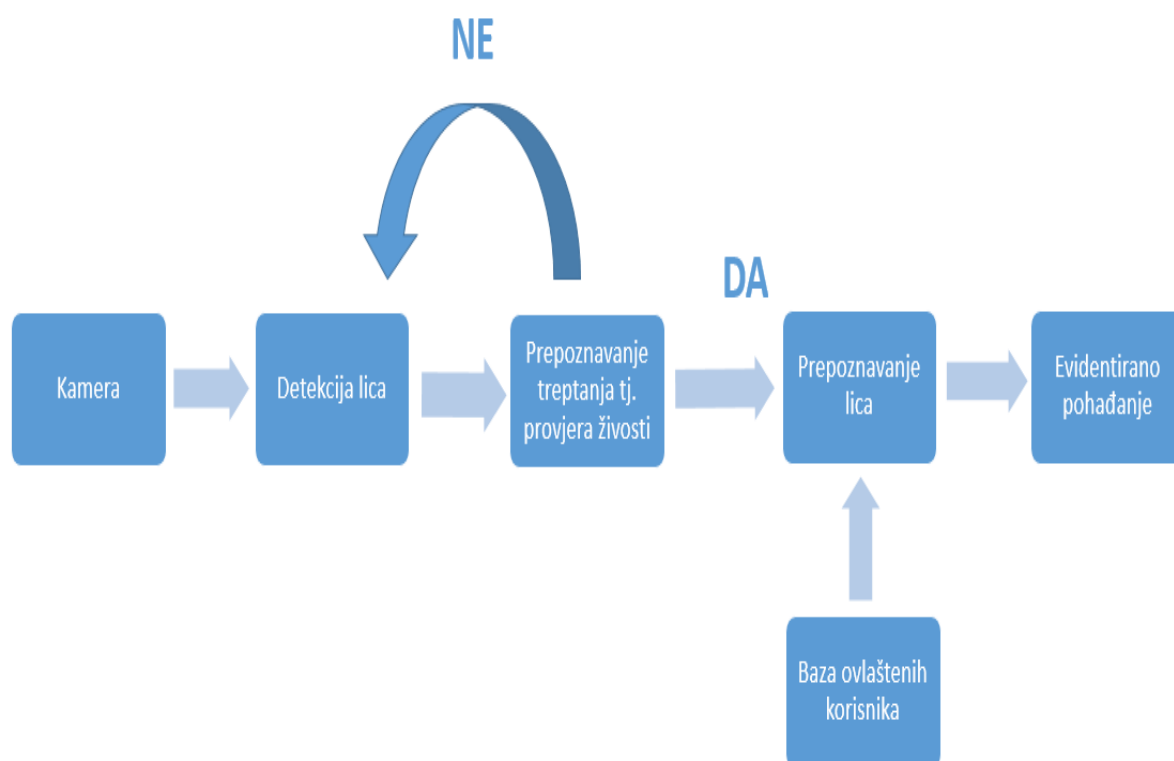 NE
DA
Kamera
Detekcija lica
Prepoznavanje
treptanja tj.
provjera živosti
Prepoznavanje
lica
Evidentirano
pohađanje
Baza ovlaštenih
korisnika